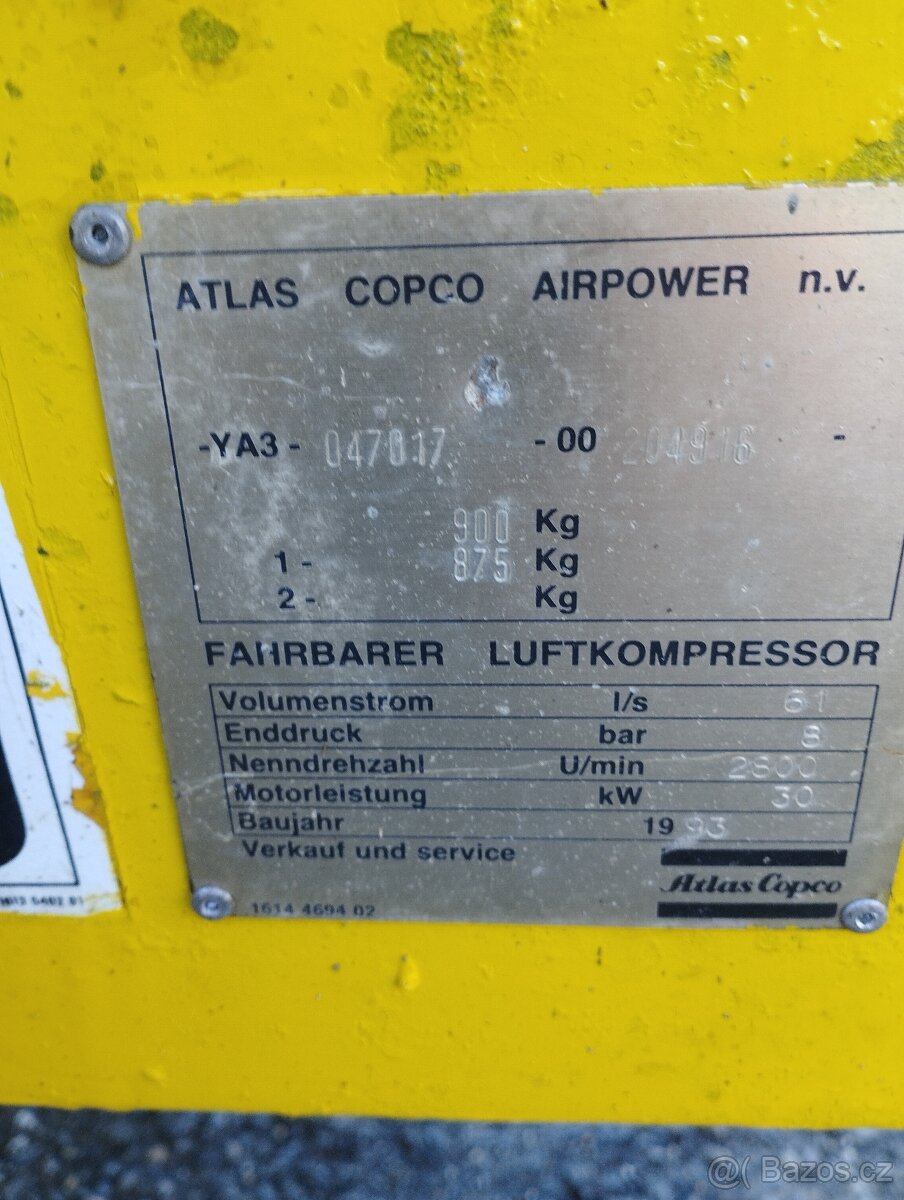 ATLAS COPCO AIRPOWER n.v.
-YA3 - 047017 - 00 204916 -
900 Kg
1 - 875 Kg
2 - Kg
FAHRBARER LUFTKOMPRESSOR
Volumenstrom l/s 61
Enddruck bar 8
Nenndrehzahl U/min 2800
Motorleistung kW 30
Baujahr 19 93
Verkauf und service
Atlas Copco
1614 4694 02
@ Bazos.cz